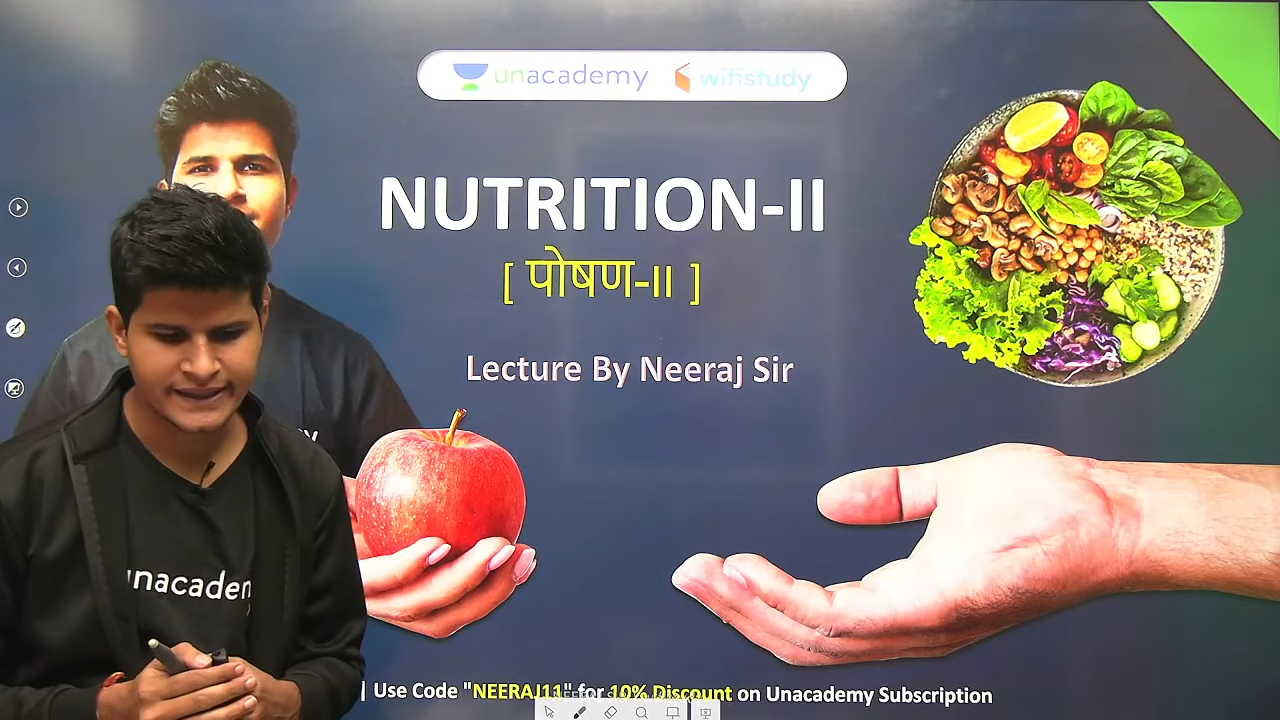 unacademy wifistudy
NUTRITION-II
[ पोषण-II ]
Lecture By Neeraj Sir
unacadem
| Use Code "NEERAJ11" for 10% Discount on Unacademy Subscription